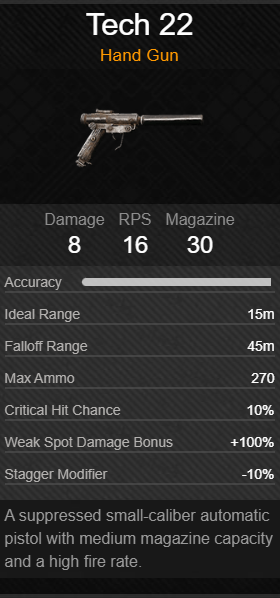 Tech 22
Hand Gun
Damage RPS Magazine
8 16 30
Accuracy
Ideal Range 15m
Falloff Range 45m
Max Ammo 270
Critical Hit Chance 10%
Weak Spot Damage Bonus +100%
Stagger Modifier -10%
A suppressed small-caliber automatic
pistol with medium magazine capacity
and a high fire rate.